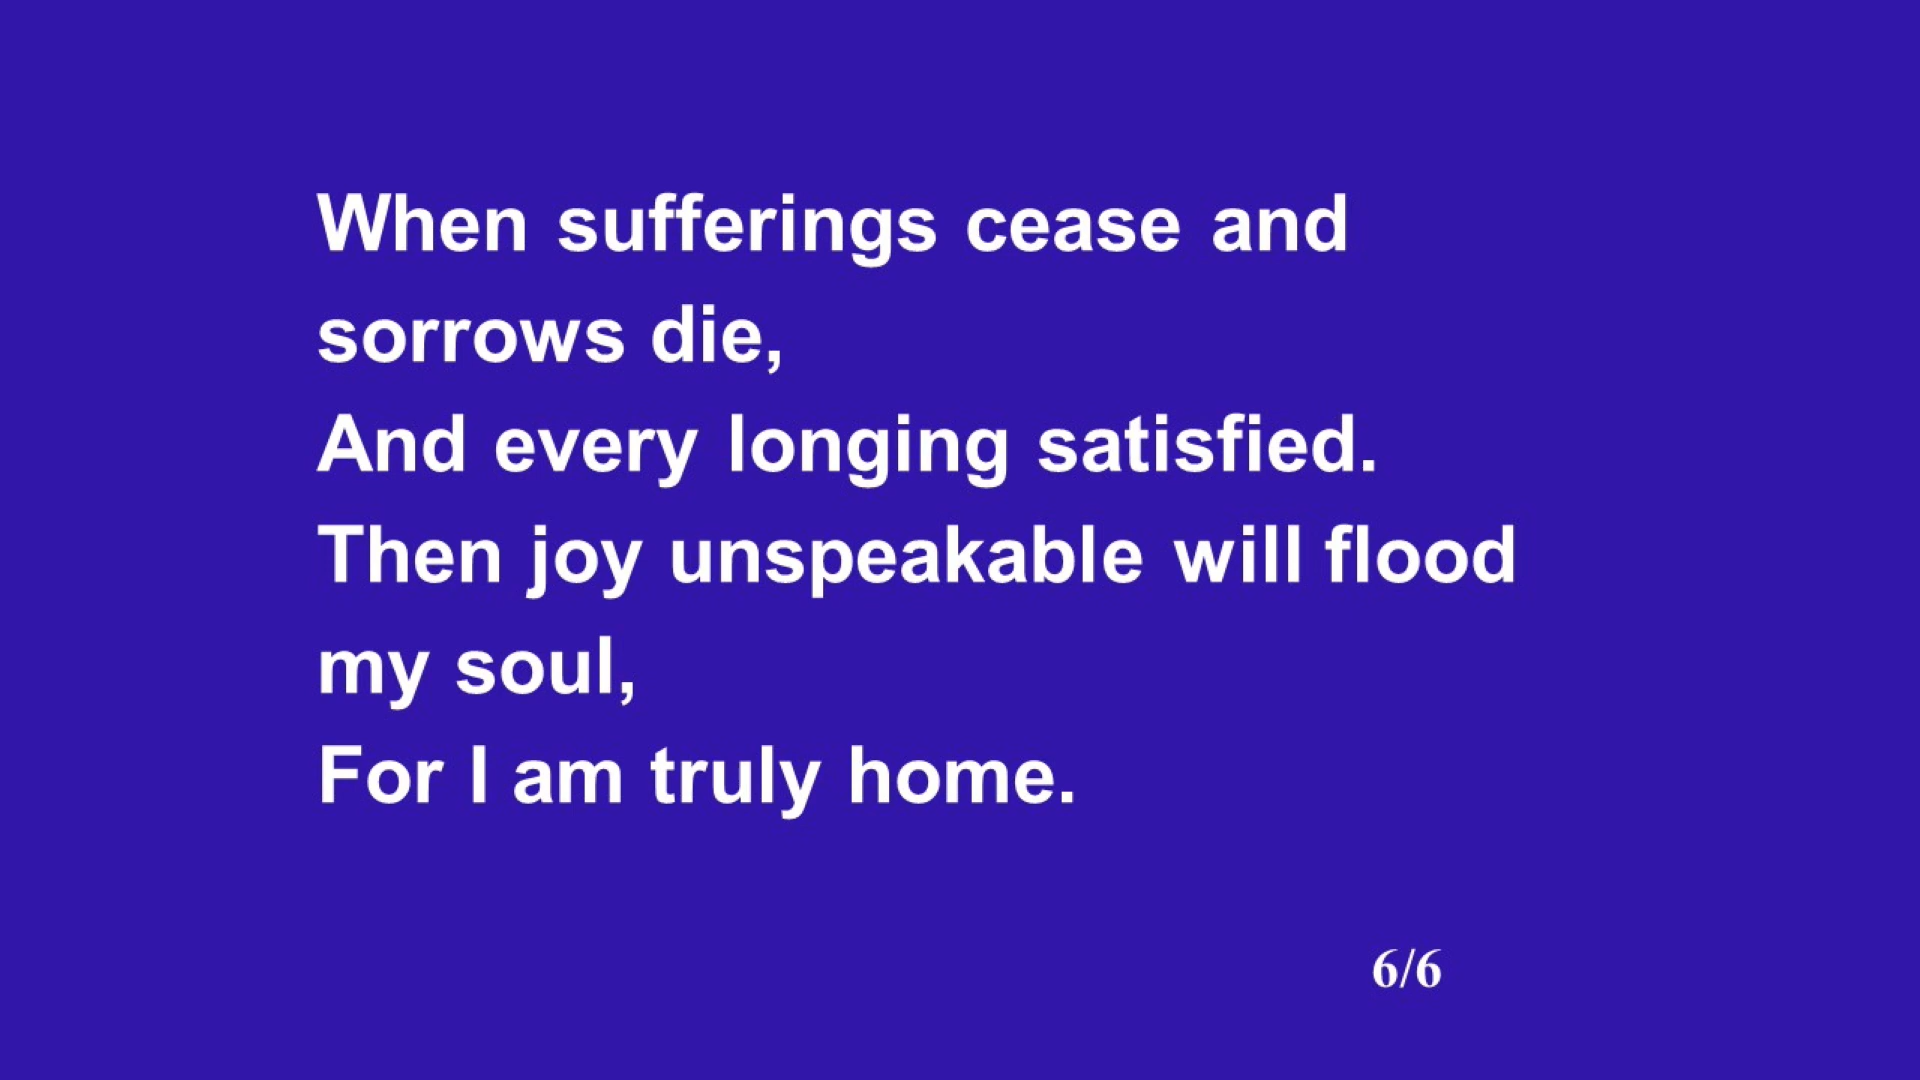 When sufferings cease and
sorrows die,
And every longing satisfied.
Then joy unspeakable will flood
my soul,
For I am truly home.
6/6